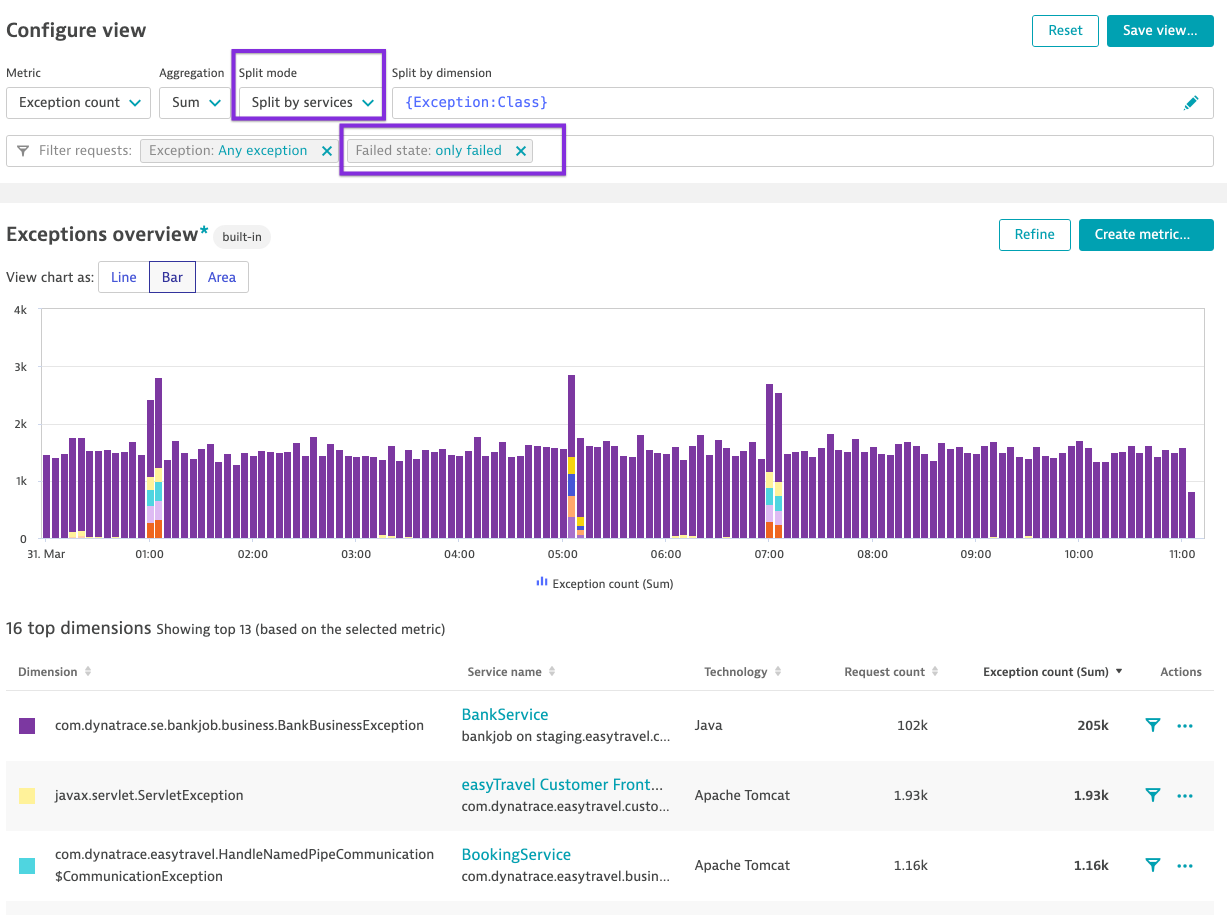 Configure view
Reset
Save view...
Metric
Aggregation
Split mode
Split by dimension
Exception count
Sum
Split by services
{Exception:Class}
Filter requests:
Exception: Any exception
Failed state: only failed
Exceptions overview*
built-in
Refine
Create metric...
View chart as:
Line
Bar
Area
4k
3k
2k
1k
0
31. Mar
01:00
02:00
03:00
04:00
05:00
06:00
07:00
08:00
09:00
10:00
11:00
Exception count (Sum)
16 top dimensions Showing top 13 (based on the selected metric)
Dimension
Service name
Technology
Request count
Exception count (Sum)
Actions
com.dynatrace.se.bankjob.business.BankBusinessException
BankService
bankjob on staging.easytravel.c...
Java
102k
205k
javax.servlet.ServletException
easyTravel Customer Front...
com.dynatrace.easytravel.custo...
Apache Tomcat
1.93k
1.93k
com.dynatrace.easytravel.HandleNamedPipeCommunication
$CommunicationException
BookingService
com.dynatrace.easytravel.busin...
Apache Tomcat
1.16k
1.16k